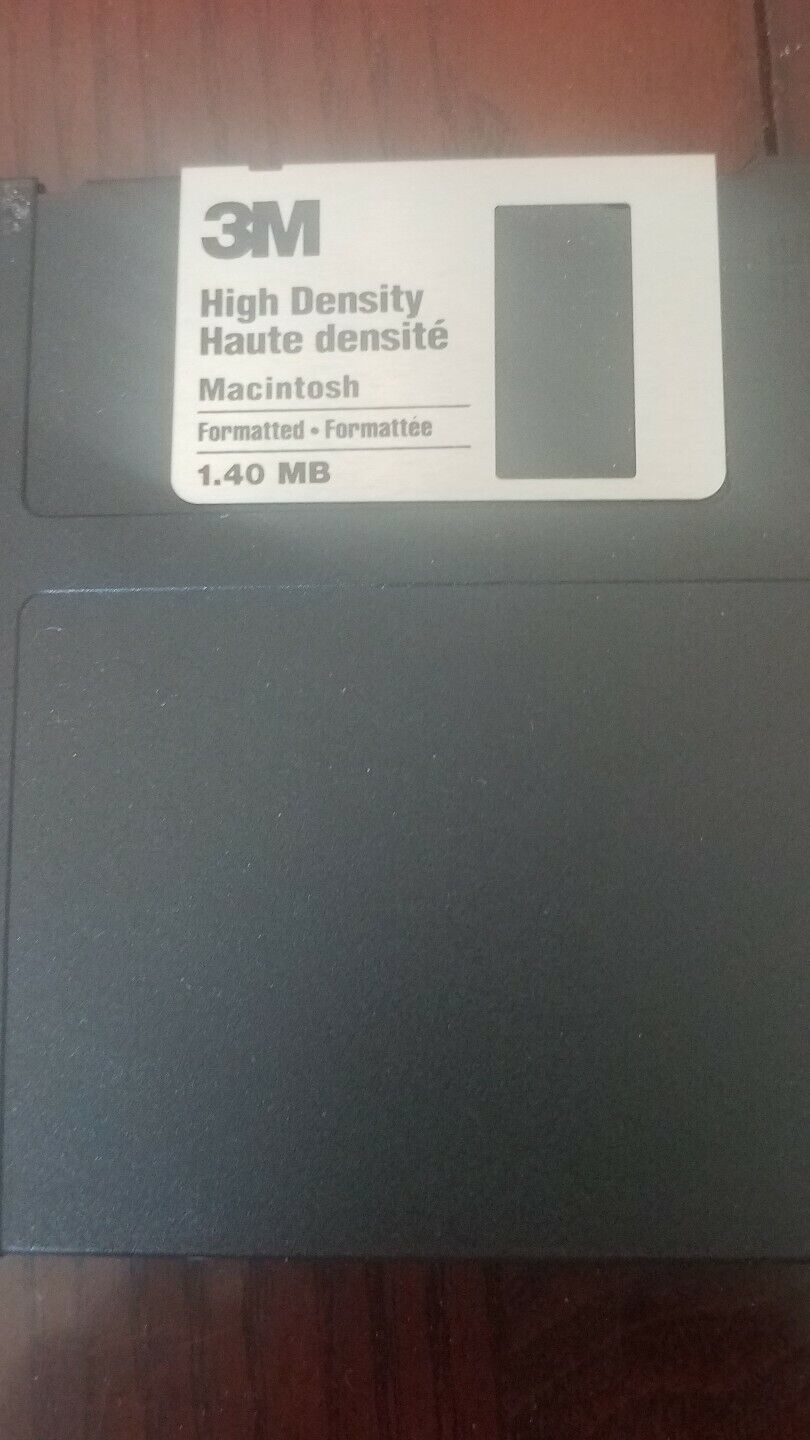 3M
High Density
Haute densité
Macintosh
Formatted • Formattée
1.40 MB